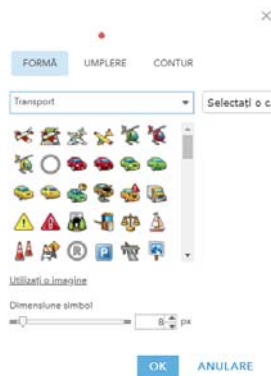 FORMĂ UMPLERE CONTUR
Transport Selectați o c
Utilizați o imagine
Dimensiune simbol
8 px
OK ANULARE